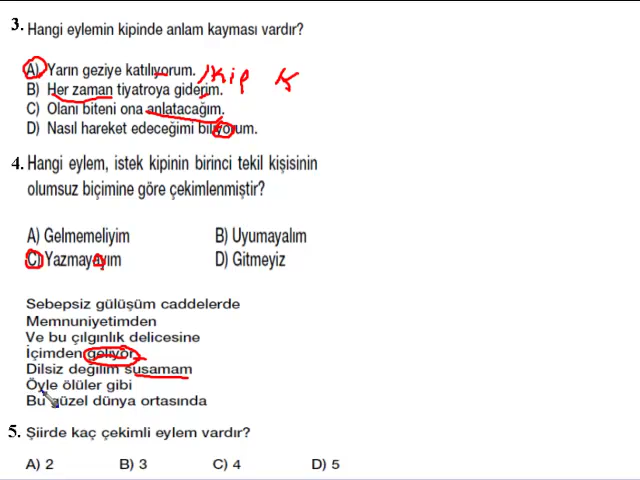 3. Hangi eylemin kipinde anlam kayması vardır?
A) Yarın geziye katılıyorum.
/kip K
B) Her zaman tiyatroya giderim.
C) Olanı biteni ona anlatacağım.
D) Nasıl hareket edeceğimi biliyorum.
4. Hangi eylem, istek kipinin birinci tekil kişisinin
olumsuz biçimine göre çekimlenmiştir?
A) Gelmemeliyim B) Uyumayalım
C) Yazmayayım D) Gitmeyiz
Sebepsiz gülüşüm caddelerde
Memnuniyetimden
Ve bu çılgınlık delicesine
İçimden geliyor
Dilsiz değilim susamam
Öyle ölüler gibi
Bu güzel dünya ortasında
5. Şiirde kaç çekimli eylem vardır?
A) 2 B) 3 C) 4 D) 5